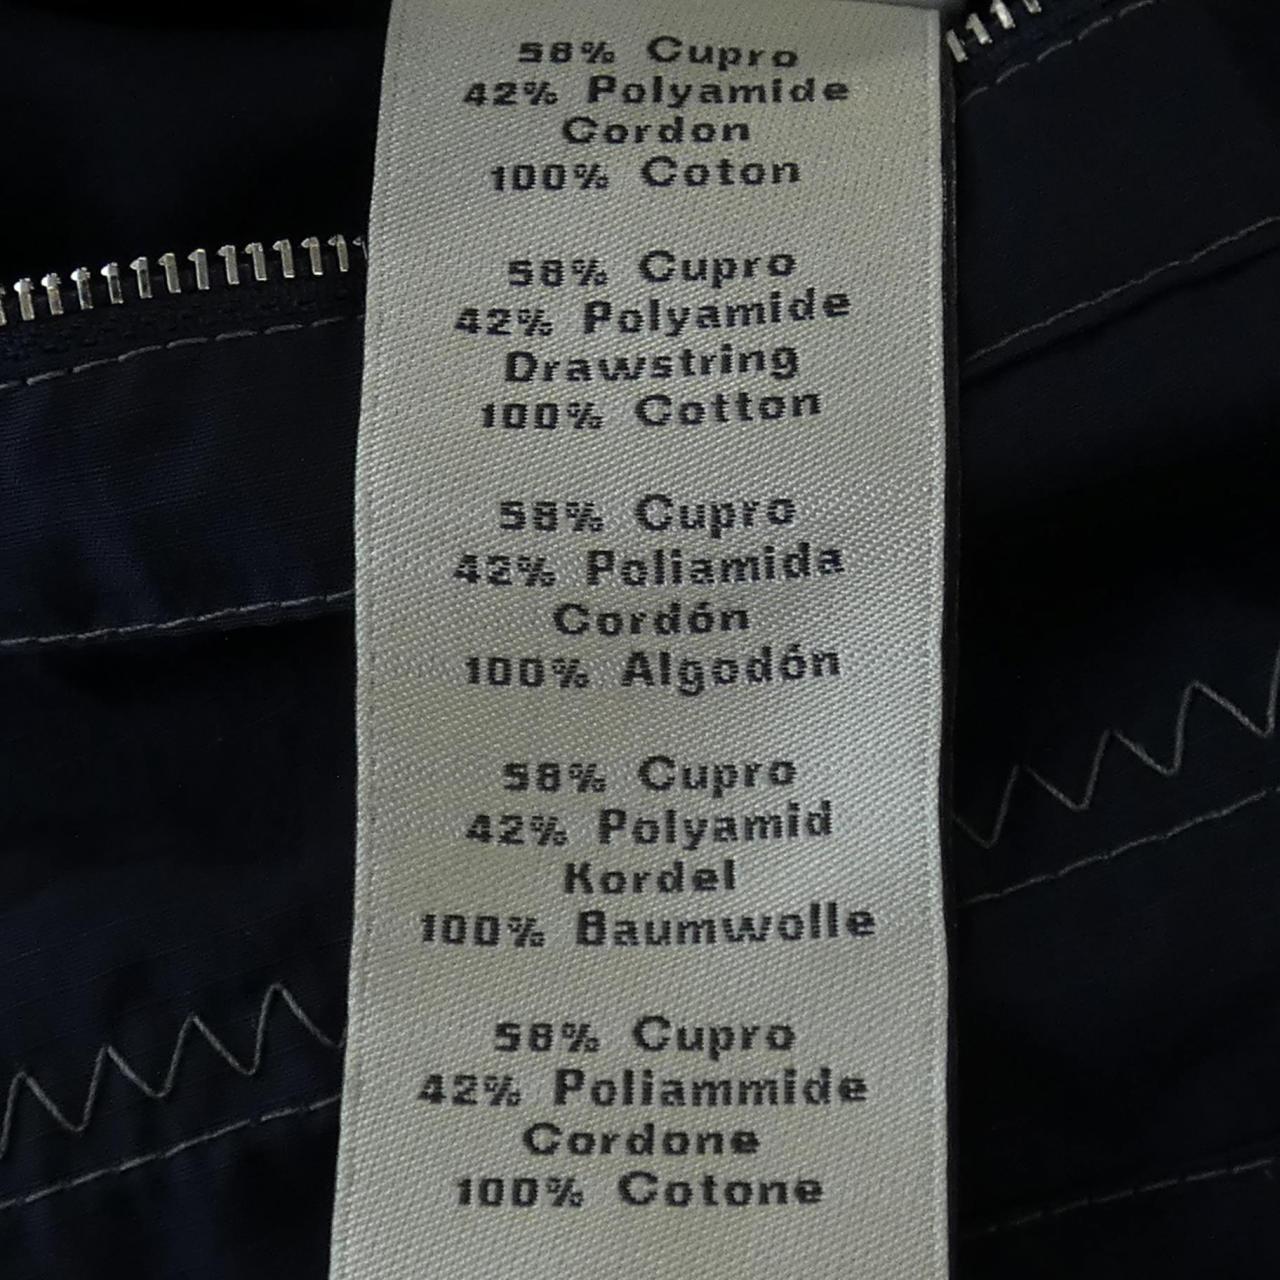 58% Cupro
42% Polyamide
Cordon
100% Coton
58% Cupro
42% Polyamide
Drawstring
100% Cotton
58% Cupro
42% Poliamida
Cordón
100% Algodón
58% Cupro
42% Polyamid
Kordel
100% Baumwolle
58% Cupro
42% Poliammide
Cordone
100% Cotone